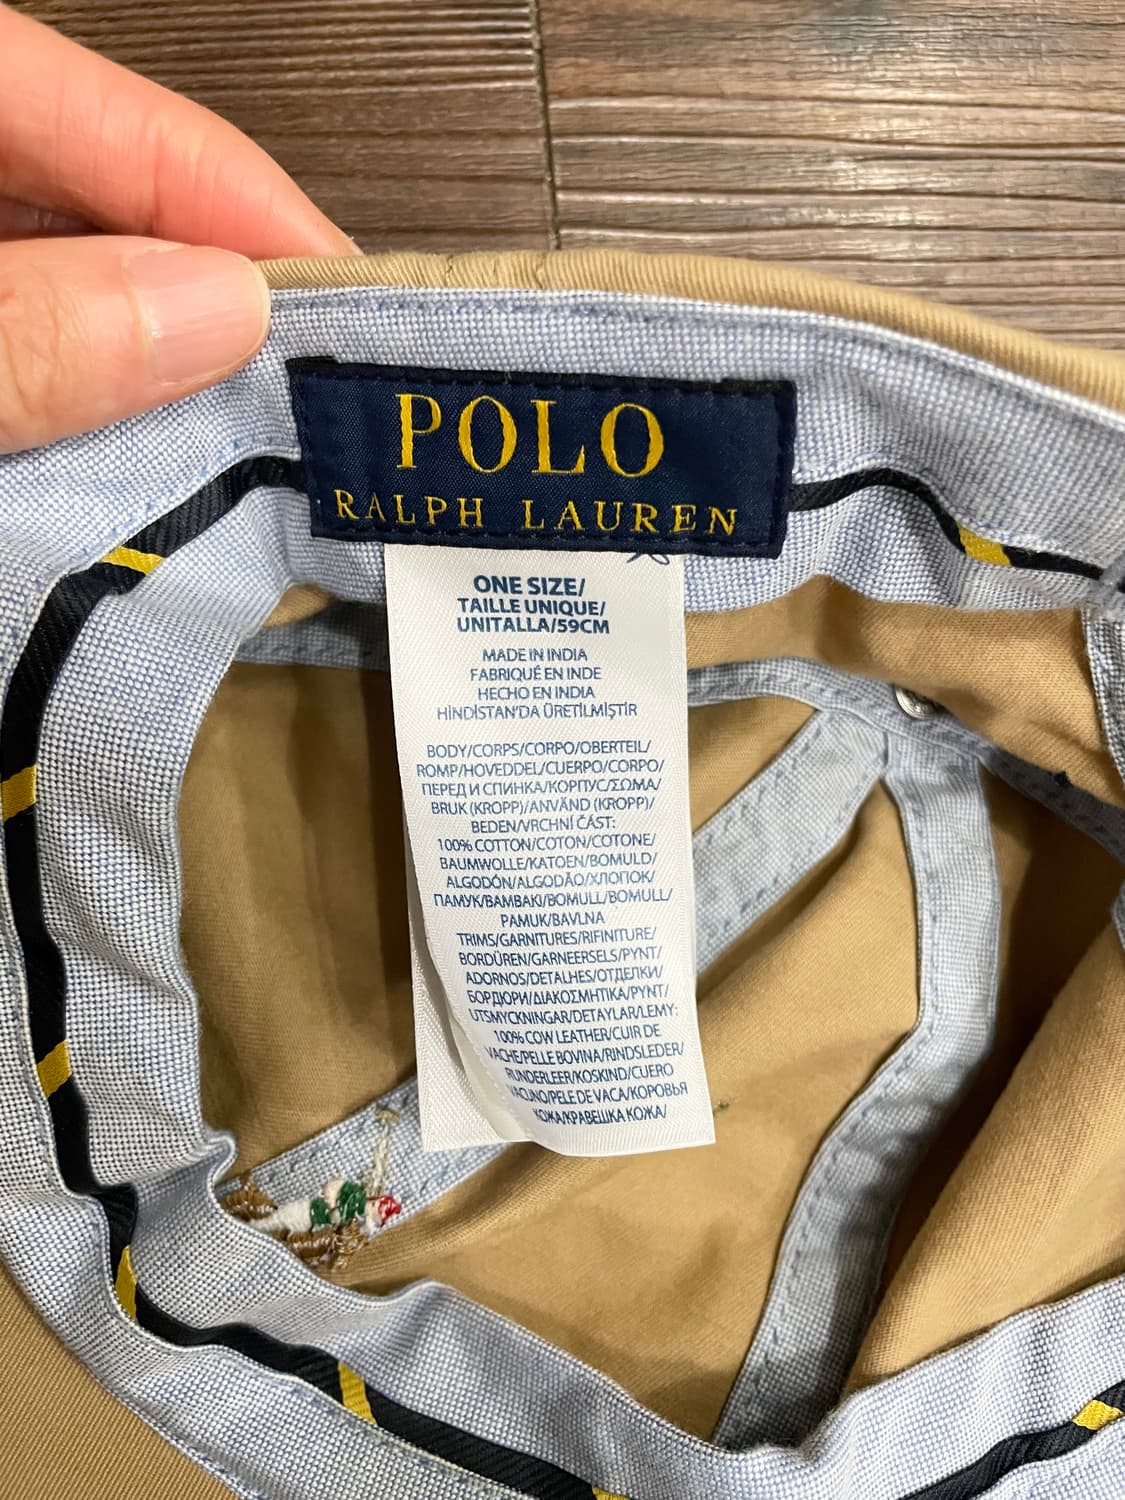 POLO
RALPH LAUREN
ONE SIZE/
TAILLE UNIQUE/
UNITALLA/59CM
MADE IN INDIA
FABRIQUÉ EN INDE
HECHO EN INDIA
HİNDİSTAN'DA ÜRETİLMİŞTİR
BODY/CORPS/CORPO/OBERTEIL/
ROMP/HOVEDDEL/CUERPO/CORPO/
ПЕРЕД И СПИНКА/КОРПУС/ΣΩΜΑ/
BRUK (KROPP)/ANVÄND (KROPP)/
BEDEN/VRCHNÍ ČÁST:
100% COTTON/COTON/COTONE/
BAUMWOLLE/KATOEN/BOMULD/
ALGODÓN/ALGODÃO/ХЛОПОК/
ПАМУК/ΒΑΜΒΑΚΙ/BOMULL/BOMULL/
PAMUK/BAVLNA
TRIMS/GARNITURES/RIFINITURE/
BORDÜREN/GARNEERSELS/PYNT/
ADORNOS/DETALHES/ОТДЕЛКИ/
БОРДЮРИ/ΔΙΑΚΟΣΜΗΤΙΚΑ/PYNT/
UTSMYCKNINGAR/DETAYLAR/LEMY:
100% COW LEATHER/CUIR DE
VACHE/PELLE BOVINA/RINDSLEDER/
RUNDERLEER/KOSKIND/CUERO
VACUNO/PELE DE VACA/КОРОВЬЯ
КОЖА/КРАВЕШКА КОЖА/